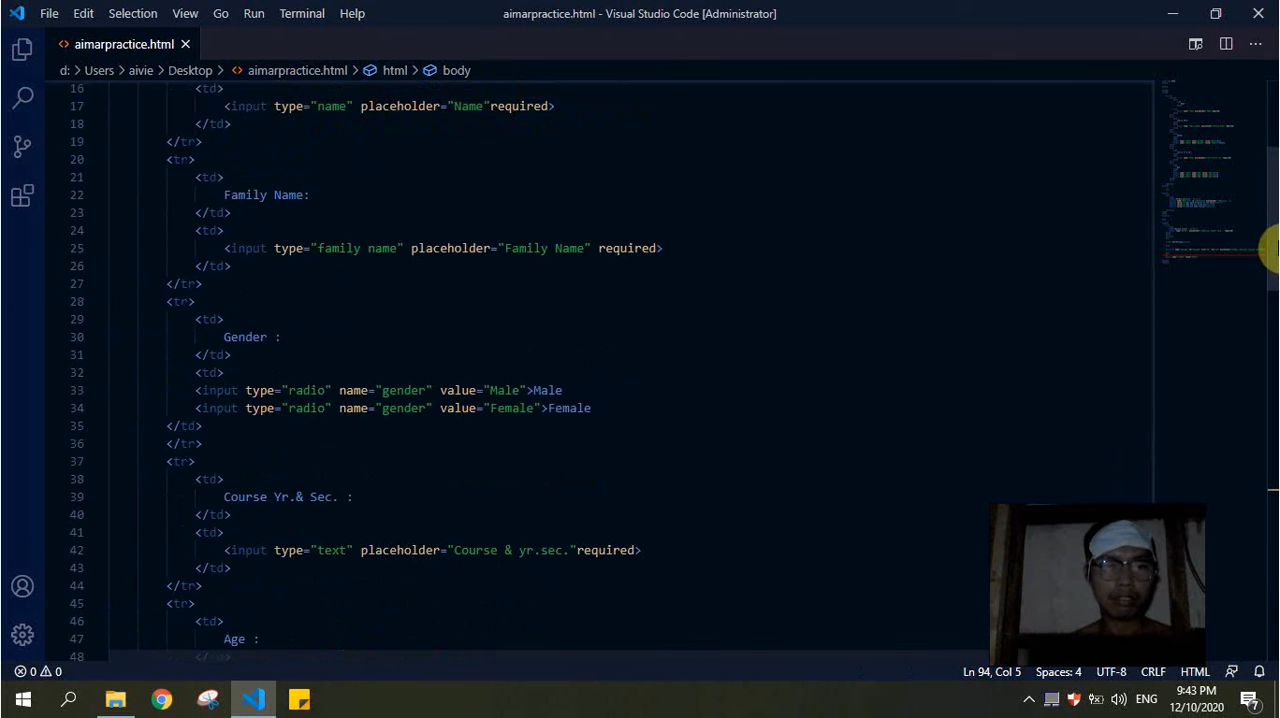 File Edit Selection View Go Run Terminal Help aimarpractice.html - Visual Studio Code [Administrator]
aimarpractice.html
d: > Users > aivie > Desktop > aimarpractice.html > html > body
16 <td>
17 <input type="name" placeholder="Name"required>
18 </td>
19 </tr>
20 <tr>
21 <td>
22 Family Name:
23 </td>
24 <td>
25 <input type="family name" placeholder="Family Name" required>
26 </td>
27 </tr>
28 <tr>
29 <td>
30 Gender :
31 </td>
32 <td>
33 <input type="radio" name="gender" value="Male">Male
34 <input type="radio" name="gender" value="Female">Female
35 </td>
36 </tr>
37 <tr>
38 <td>
39 Course Yr.& Sec. :
40 </td>
41 <td>
42 <input type="text" placeholder="Course & yr.sec."required>
43 </td>
44 </tr>
45 <tr>
46 <td>
47 Age :
48 </td>
0 0 Ln 94, Col 5 Spaces: 4 UTF-8 CRLF HTML
ENG 9:43 PM
12/10/2020 7